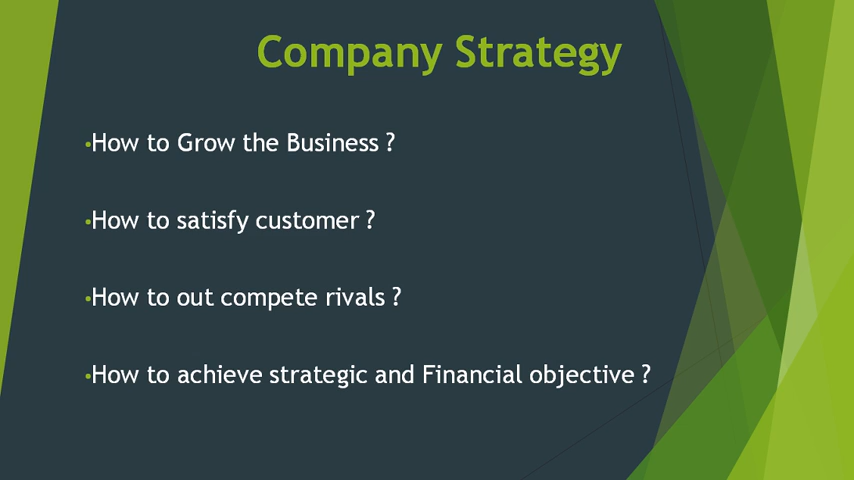 Company Strategy
•How to Grow the Business ?
•How to satisfy customer ?
•How to out compete rivals ?
•How to achieve strategic and Financial objective ?